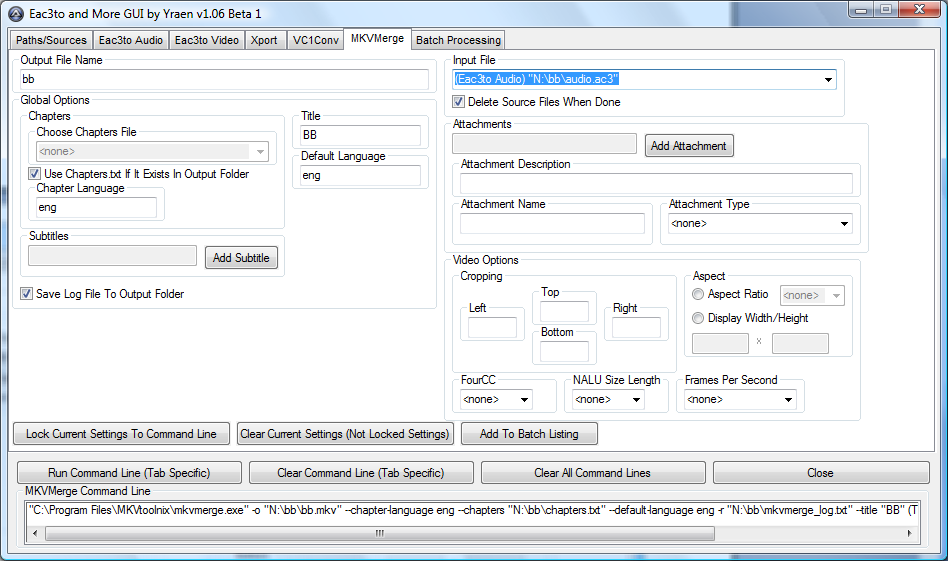 Eac3to and More GUI by Yraen v1.06 Beta 1
Paths/Sources Eac3to Audio Eac3to Video Xport VC1Conv MKVMerge Batch Processing
Output File Name
bb
Global Options
Chapters
Choose Chapters File
<none>
Use Chapters.txt If It Exists In Output Folder
Chapter Language
eng
Title
BB
Default Language
eng
Subtitles
Add Subtitle
Save Log File To Output Folder
Input File
(Eac3to Audio) "N:\bb\audio.ac3"
Delete Source Files When Done
Attachments
Add Attachment
Attachment Description
Attachment Name
Attachment Type
<none>
Video Options
Cropping
Left
Top
Bottom
Right
Aspect
Aspect Ratio
<none>
Display Width/Height
x
FourCC
<none>
NALU Size Length
<none>
Frames Per Second
<none>
Lock Current Settings To Command Line
Clear Current Settings (Not Locked Settings)
Add To Batch Listing
Run Command Line (Tab Specific)
Clear Command Line (Tab Specific)
Clear All Command Lines
Close
MKVMerge Command Line
"C:\Program Files\MKVtoolnix\mkvmerge.exe" -o "N:\bb\bb.mkv" --chapter-language eng --chapters "N:\bb\chapters.txt" --default-language eng -r "N:\bb\mkvmerge_log.txt" --title "BB" (T